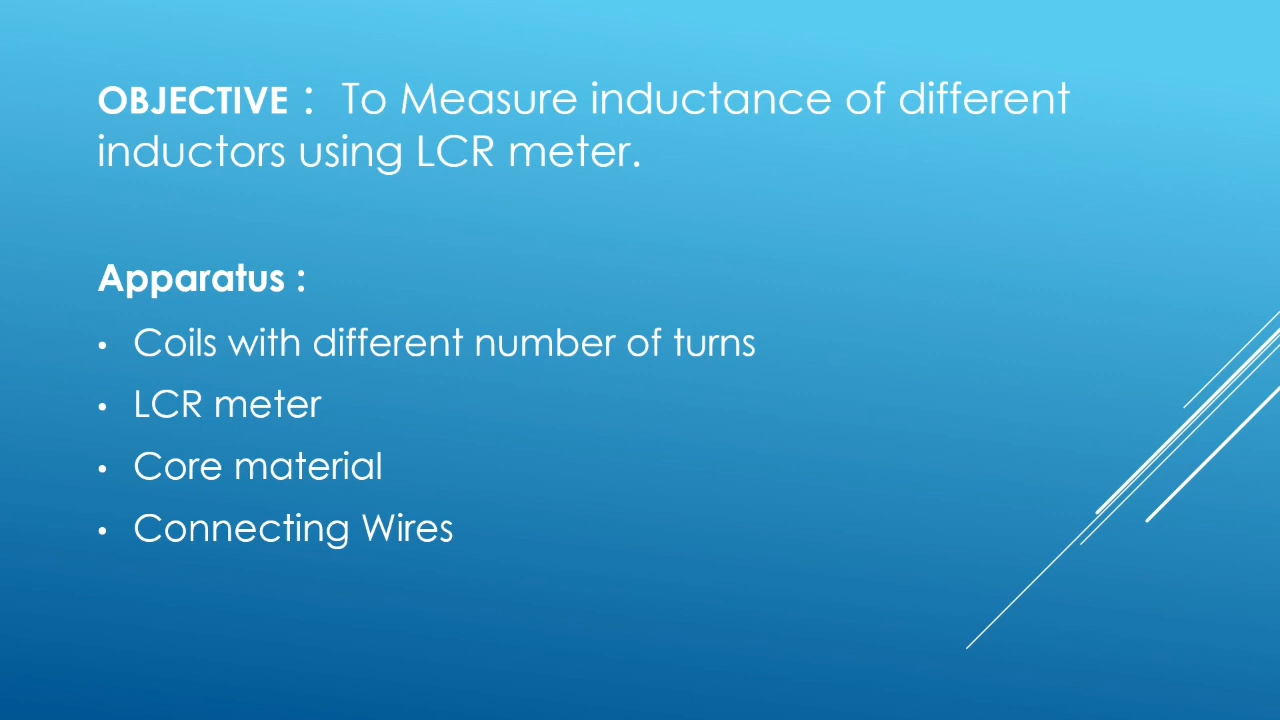 OBJECTIVE : To Measure inductance of different
inductors using LCR meter.
Apparatus :
• Coils with different number of turns
• LCR meter
• Core material
• Connecting Wires